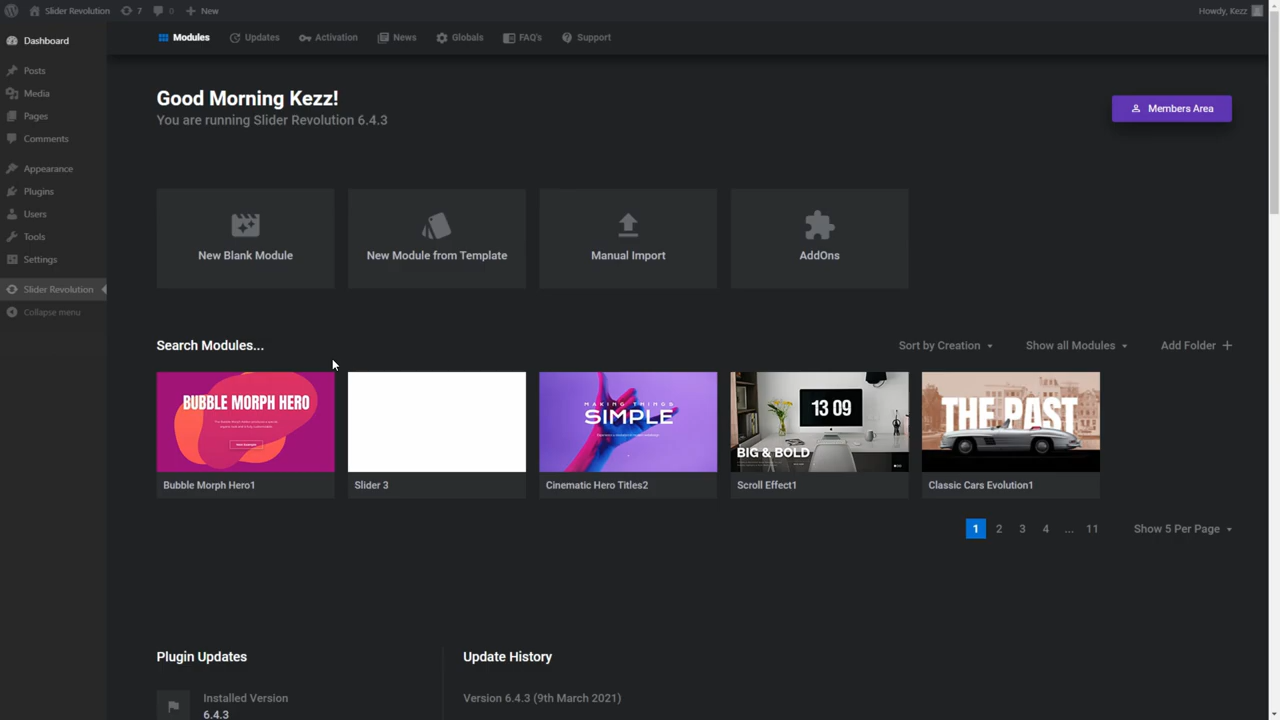 Slider Revolution 7 0 New Howdy, Kezz
Dashboard
Posts
Media
Pages
Comments
Appearance
Plugins
Users
Tools
Settings
Slider Revolution
Collapse menu
Modules Updates Activation News Globals FAQ's Support
Good Morning Kezz!
You are running Slider Revolution 6.4.3
Members Area
New Blank Module New Module from Template Manual Import AddOns
Search Modules... Sort by Creation Show all Modules Add Folder
BUBBLE MORPH HERO
MAKING THINGS
SIMPLE
13 09
BIG & BOLD
THE PAST
Bubble Morph Hero1 Slider 3 Cinematic Hero Titles2 Scroll Effect1 Classic Cars Evolution1
1 2 3 4 ... 11 Show 5 Per Page
Plugin Updates
Installed Version
6.4.3
Update History
Version 6.4.3 (9th March 2021)